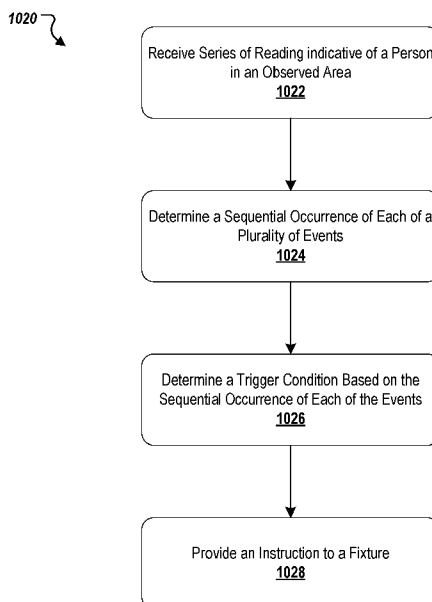 1020
Receive Series of Reading indicative of a Person
in an Observed Area
1022
Determine a Sequential Occurrence of Each of a
Plurality of Events
1024
Determine a Trigger Condition Based on the
Sequential Occurrence of Each of the Events
1026
Provide an Instruction to a Fixture
1028